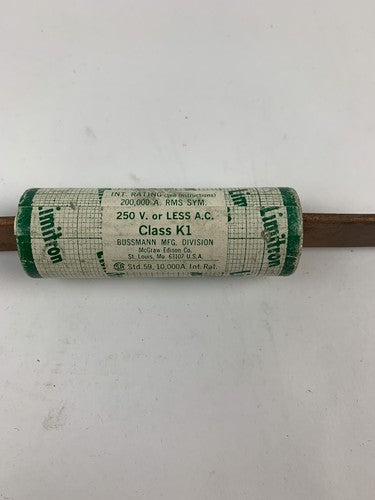 Limitron
INT. RATING (see instructions)
200,000 A. RMS SYM.
250 V. or LESS A.C.
Class K1
BUSSMANN MFG. DIVISION
McGraw-Edison Co.
St. Louis, Mo. 63107 U.S.A.
Std. 59, 10,000A Int. Rat.
Limitron